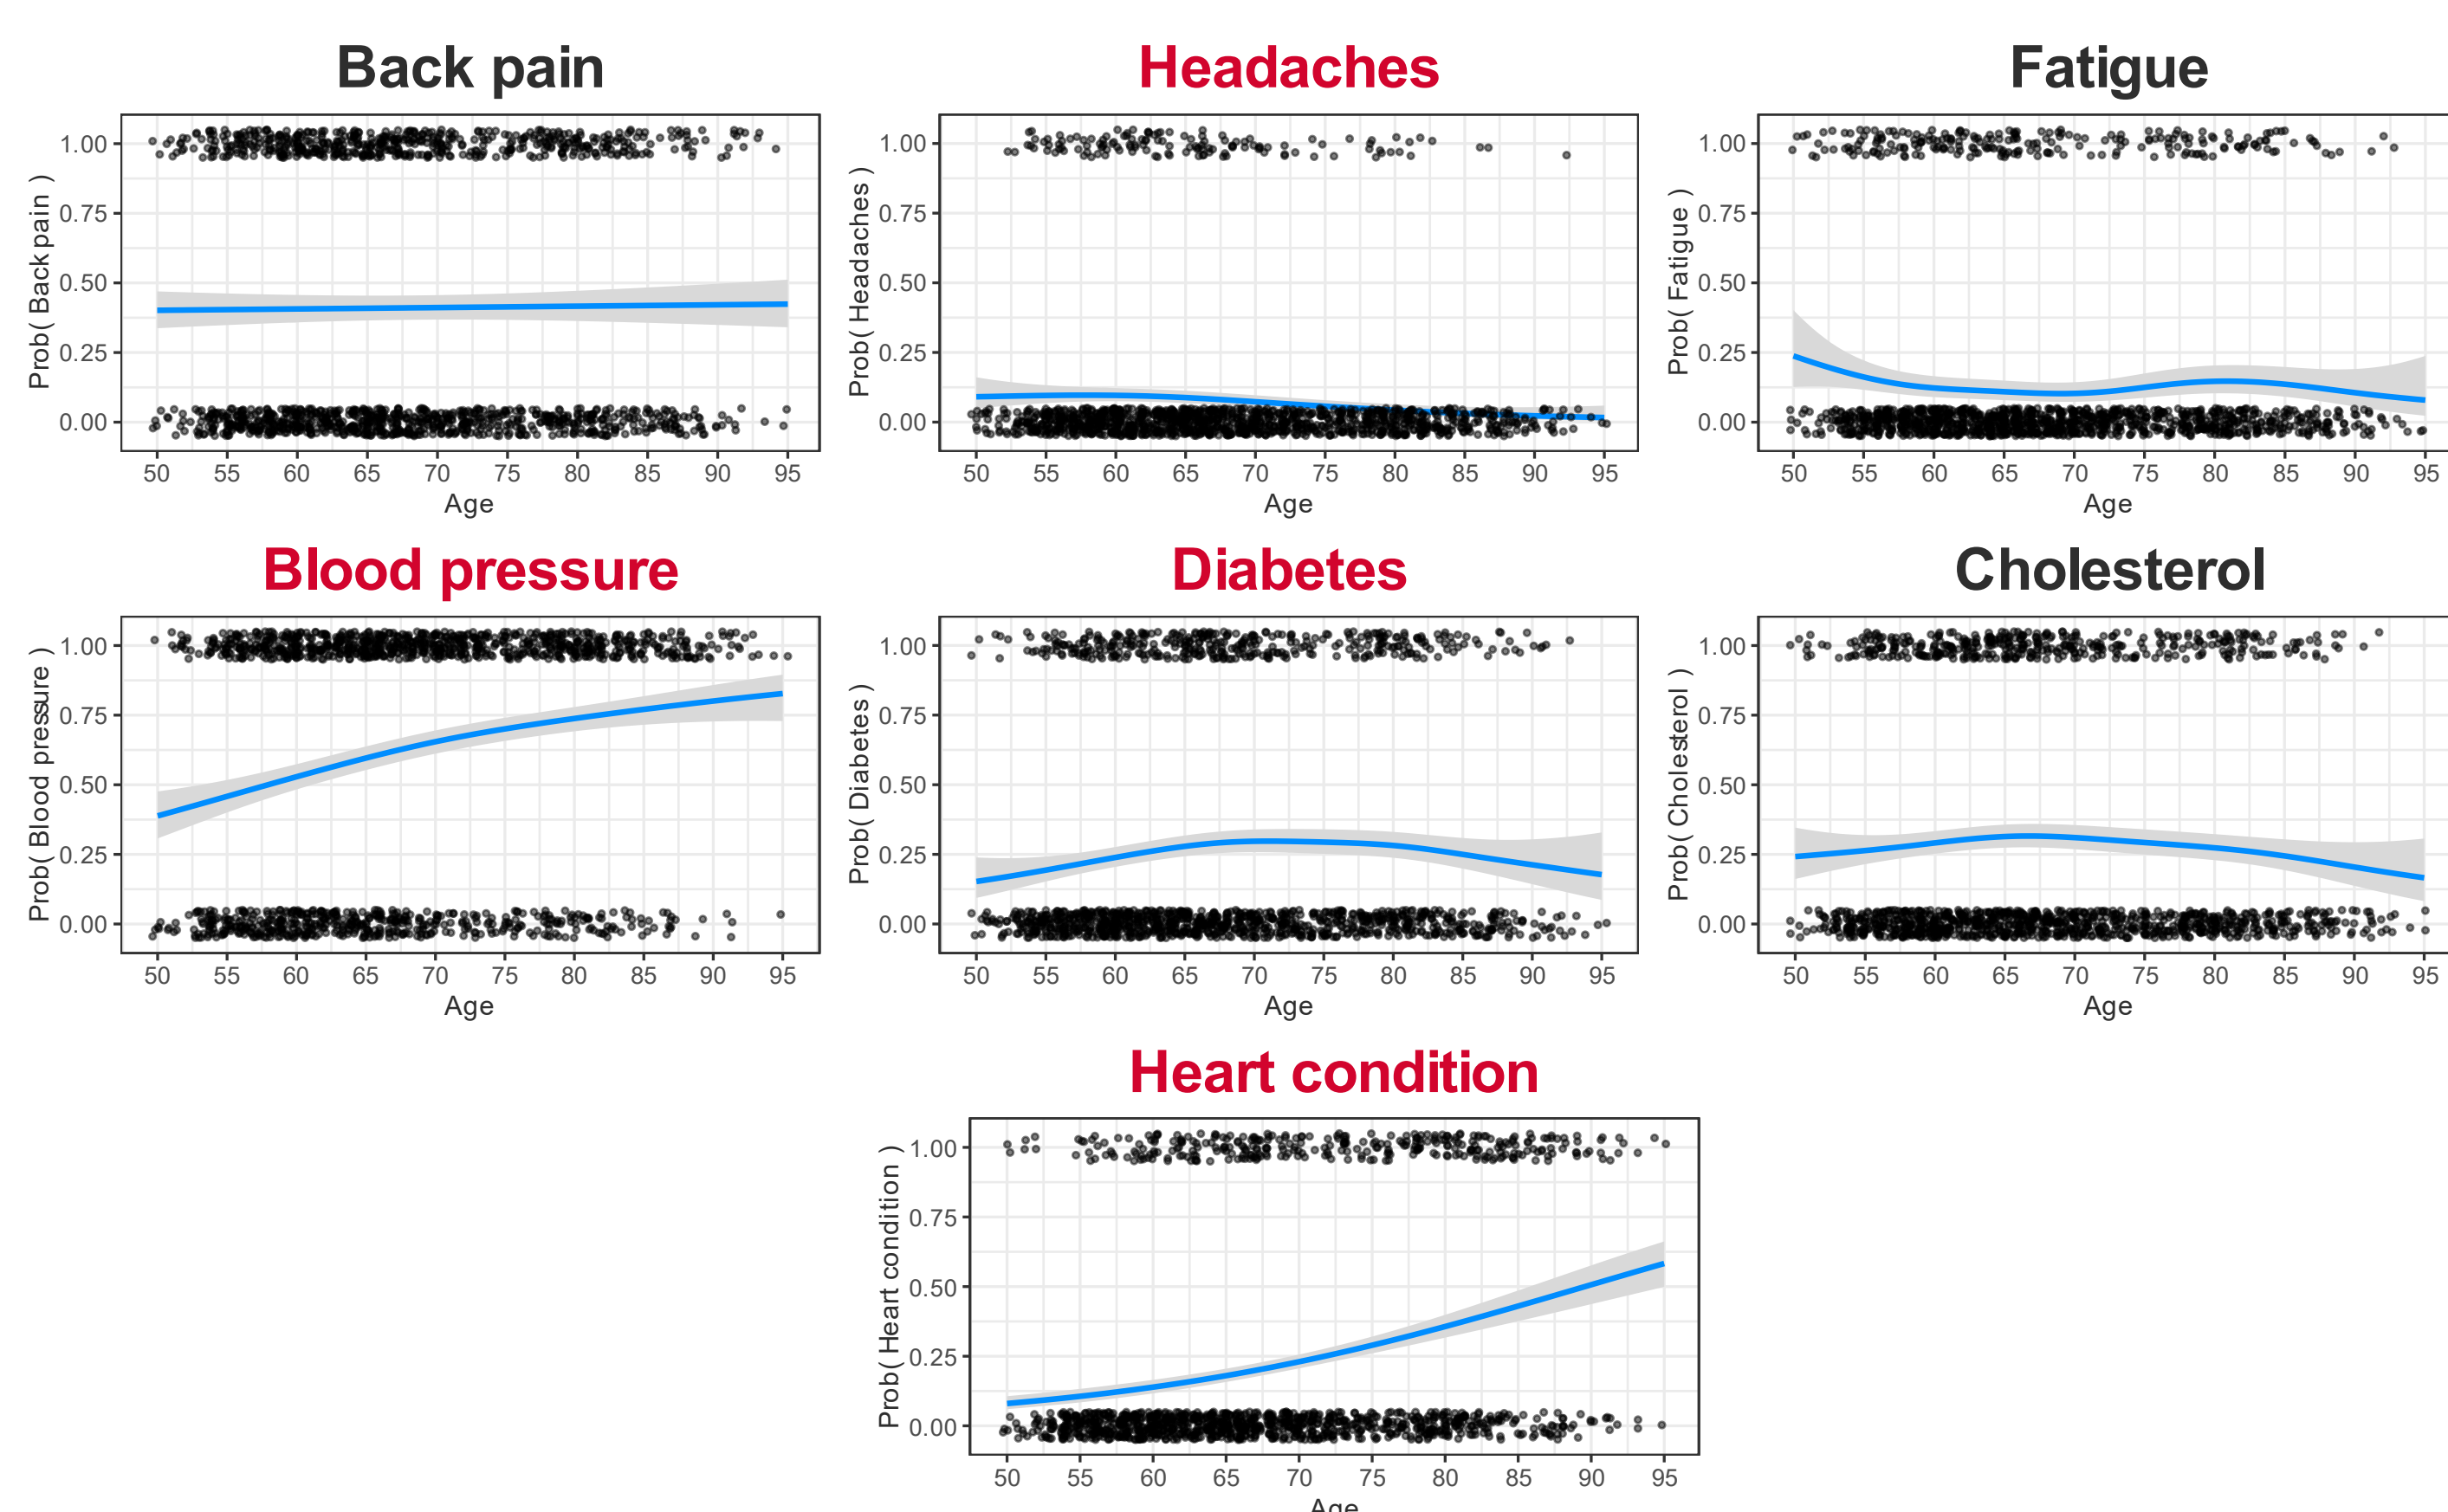 Back pain
Headaches
Fatigue
Prob( Back pain )
1.00
0.75
0.50
0.25
0.00
50 55 60 65 70 75 80 85 90 95
Age
Prob( Headaches )
1.00
0.75
0.50
0.25
0.00
50 55 60 65 70 75 80 85 90 95
Age
Prob( Fatigue )
1.00
0.75
0.50
0.25
0.00
50 55 60 65 70 75 80 85 90 95
Age
Blood pressure
Diabetes
Cholesterol
Prob( Blood pressure )
1.00
0.75
0.50
0.25
0.00
50 55 60 65 70 75 80 85 90 95
Age
Prob( Diabetes )
1.00
0.75
0.50
0.25
0.00
50 55 60 65 70 75 80 85 90 95
Age
Prob( Cholesterol )
1.00
0.75
0.50
0.25
0.00
50 55 60 65 70 75 80 85 90 95
Age
Heart condition
Prob( Heart condition )
1.00
0.75
0.50
0.25
0.00
50 55 60 65 70 75 80 85 90 95
Age